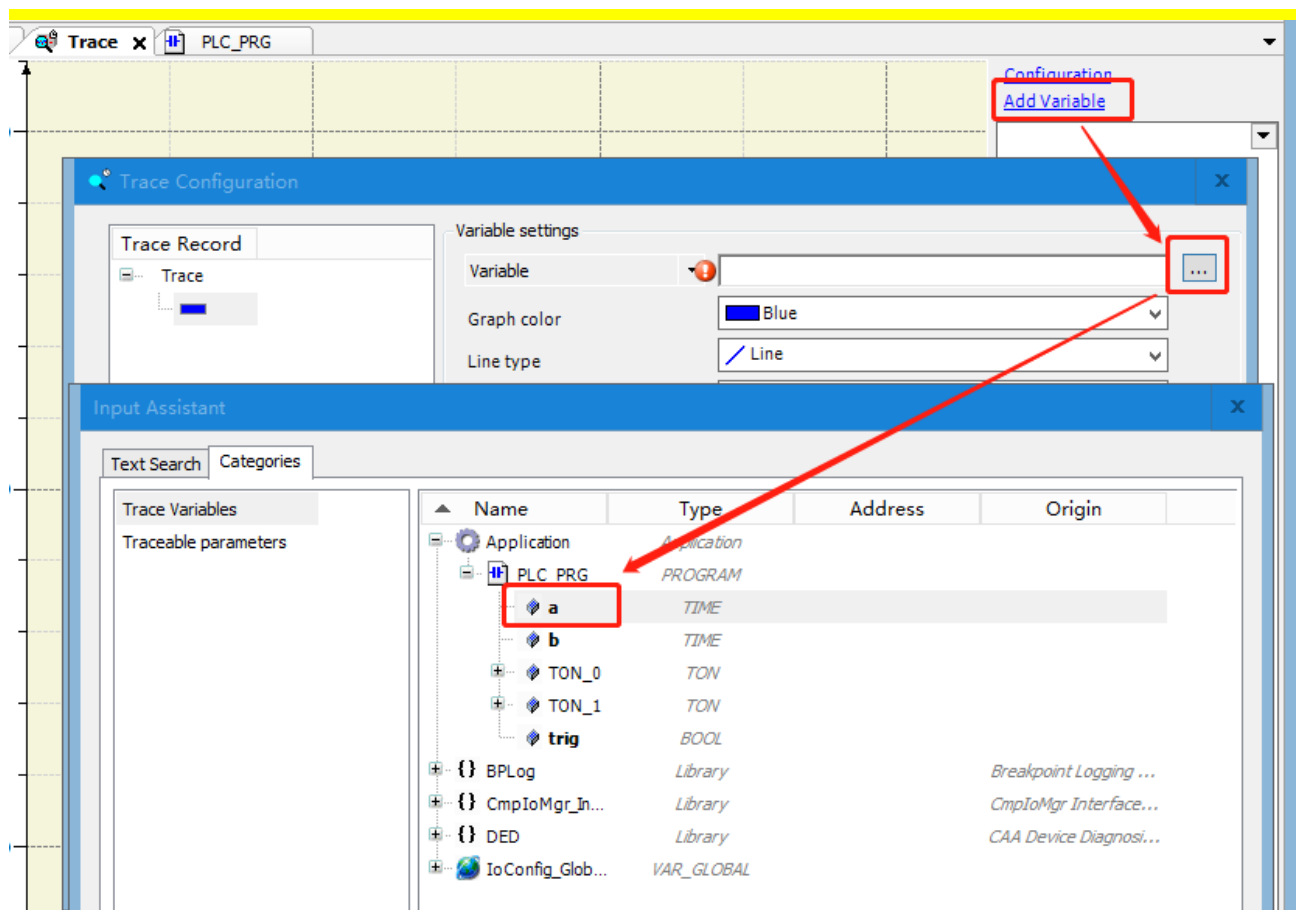 Trace PLC_PRG
Configuration
Add Variable
Trace Configuration
Trace Record
Trace
Variable settings
Variable
...
Graph color
Blue
Line type
Line
Input Assistant
Text Search Categories
Trace Variables
Traceable parameters
Name Type Address Origin
Application Application
PLC_PRG PROGRAM
a TIME
b TIME
TON_0 TON
TON_1 TON
trig BOOL
{} BPLog Library Breakpoint Logging ...
{} CmpIoMgr_In... Library CmpIoMgr Interface...
{} DED Library CAA Device Diagnosi...
IoConfig_Glob... VAR_GLOBAL